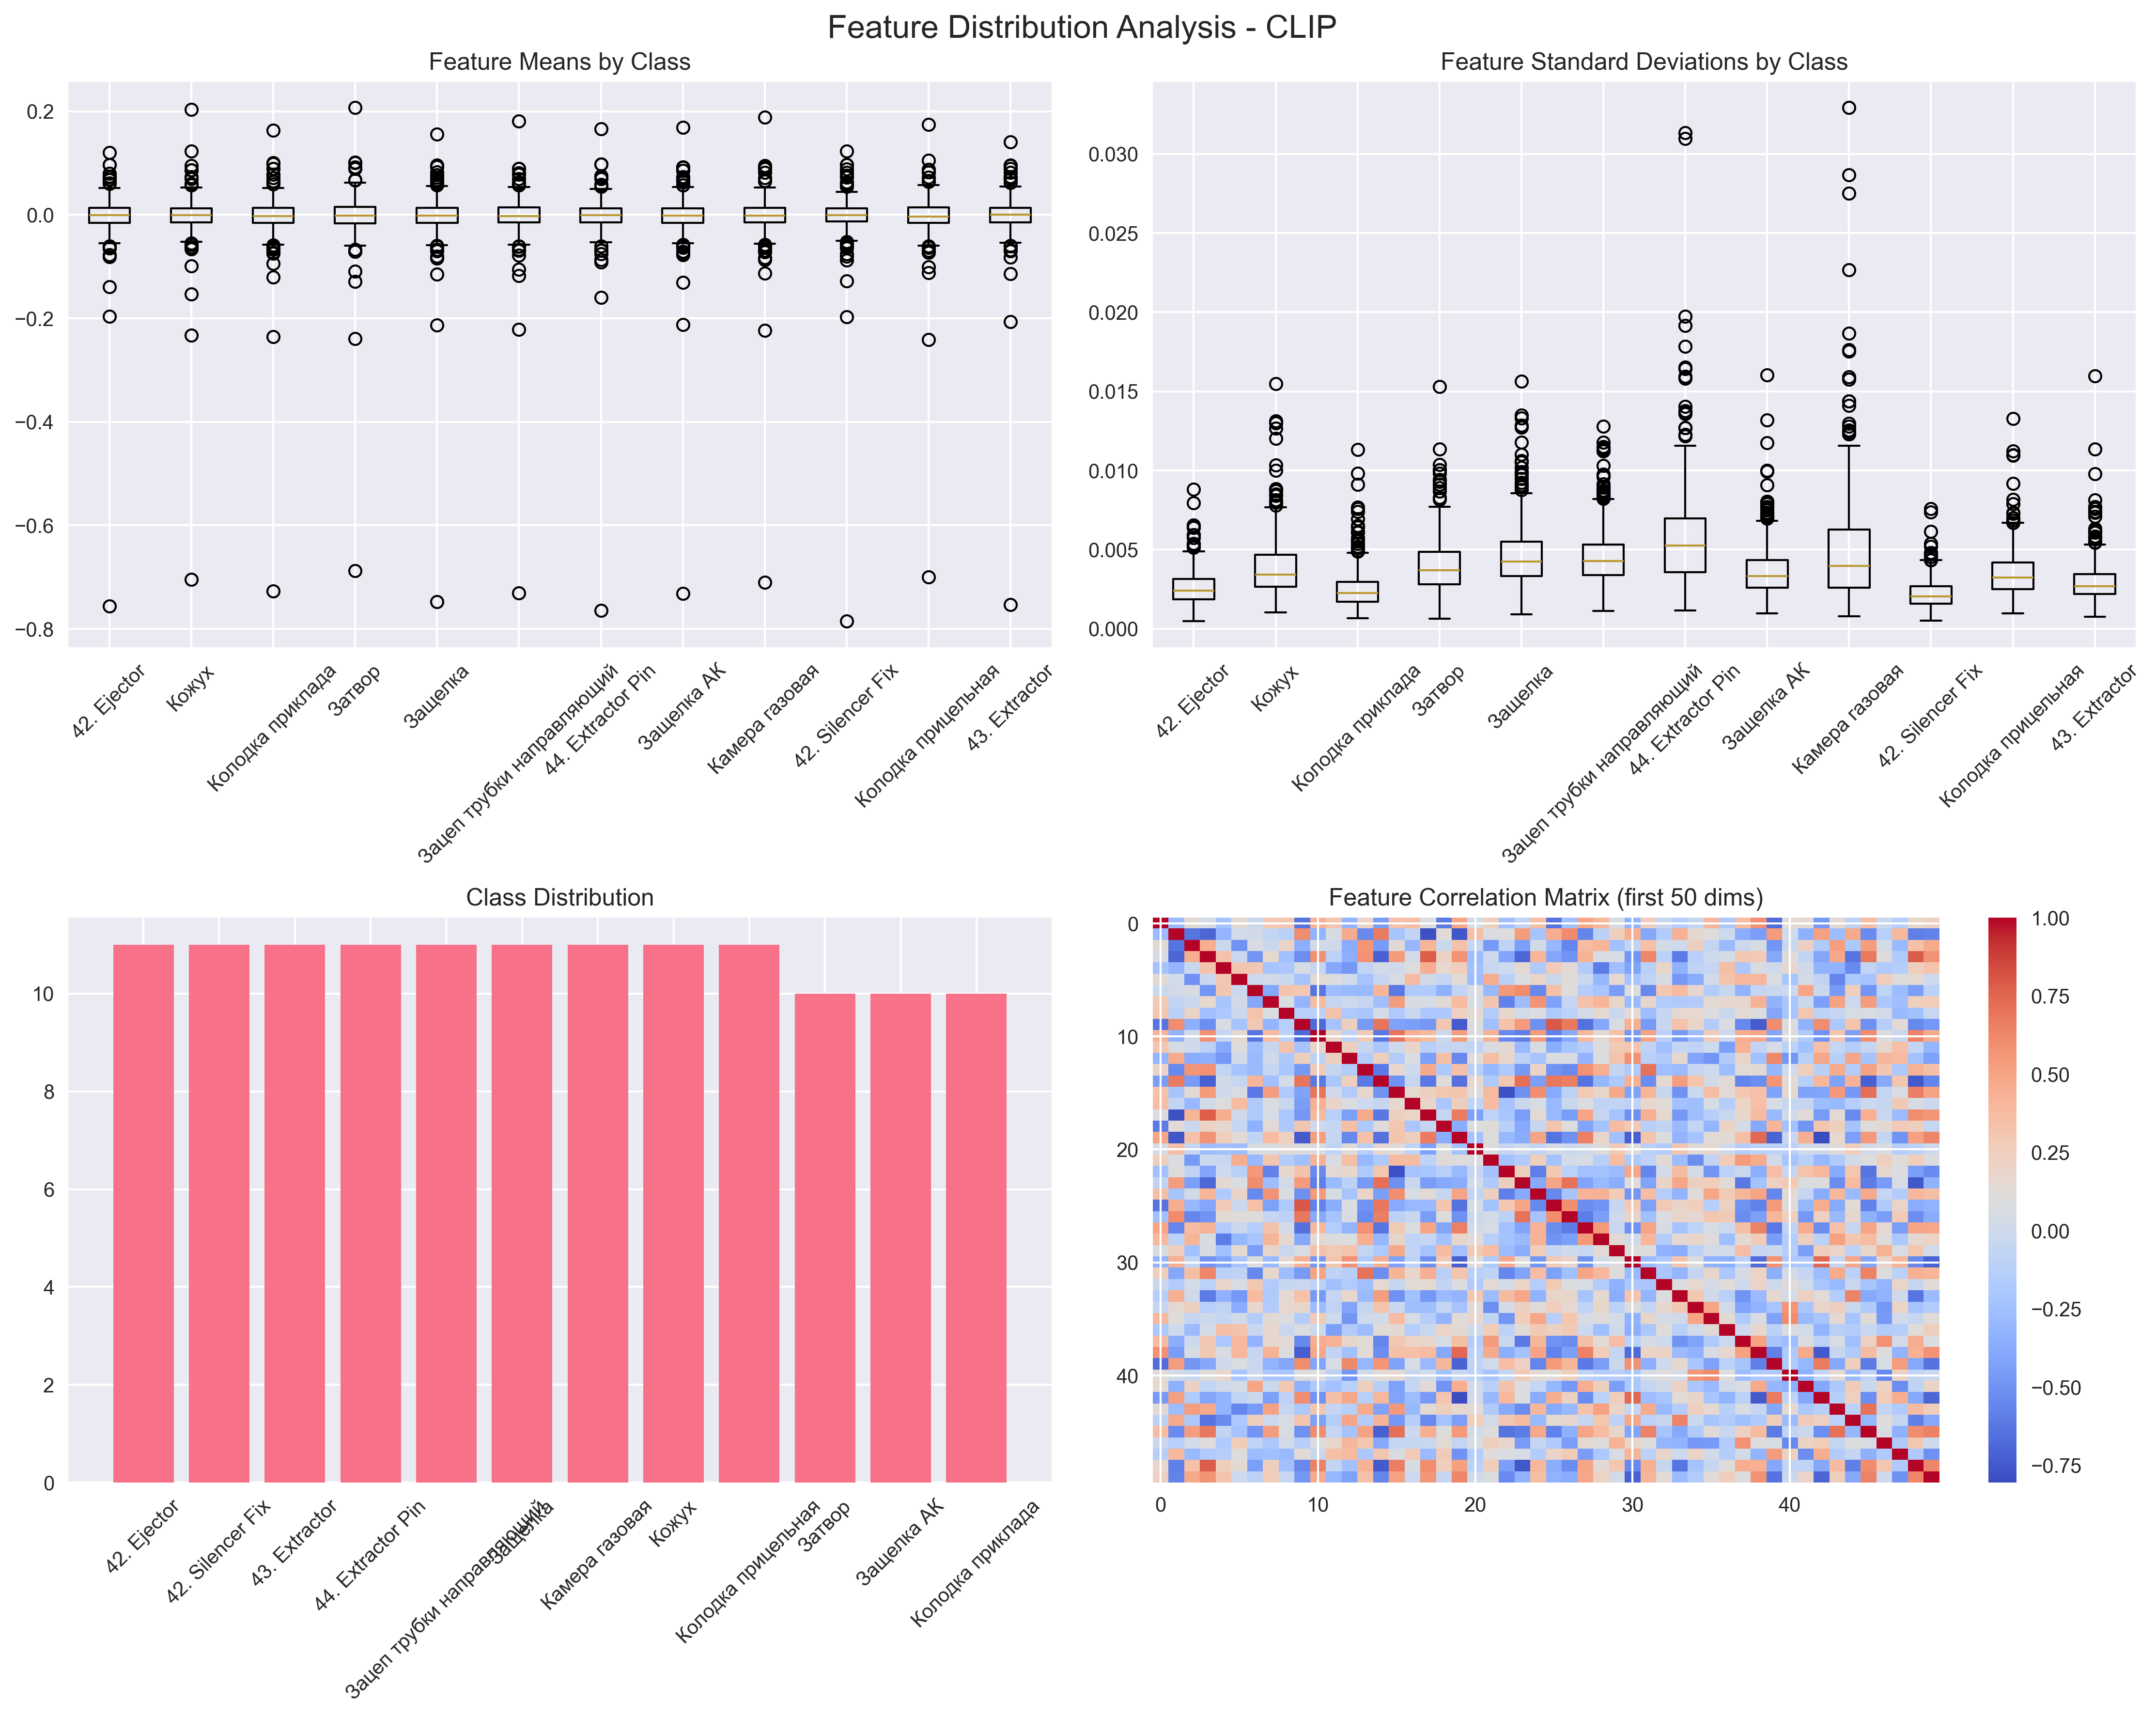 Feature Distribution Analysis - CLIP
Feature Means by Class
0.2
0.0
−0.2
−0.4
−0.6
−0.8
42. Ejector
Кожух
Колодка приклада
Затвор
Защелка
Зацеп трубки направляющий
44. Extractor Pin
Защелка АК
Камера газовая
42. Silencer Fix
Колодка прицельная
43. Extractor
Feature Standard Deviations by Class
0.030
0.025
0.020
0.015
0.010
0.005
0.000
42. Ejector
Кожух
Колодка приклада
Затвор
Защелка
Зацеп трубки направляющий
44. Extractor Pin
Защелка АК
Камера газовая
42. Silencer Fix
Колодка прицельная
43. Extractor
Class Distribution
10
8
6
4
2
0
42. Ejector
42. Silencer Fix
43. Extractor
44. Extractor Pin
Зацеп трубки направляющий
Защелка
Камера газовая
Кожух
Колодка прицельная
Затвор
Защелка АК
Колодка приклада
Feature Correlation Matrix (first 50 dims)
0
10
20
30
40
0
10
20
30
40
1.00
0.75
0.50
0.25
0.00
−0.25
−0.50
−0.75